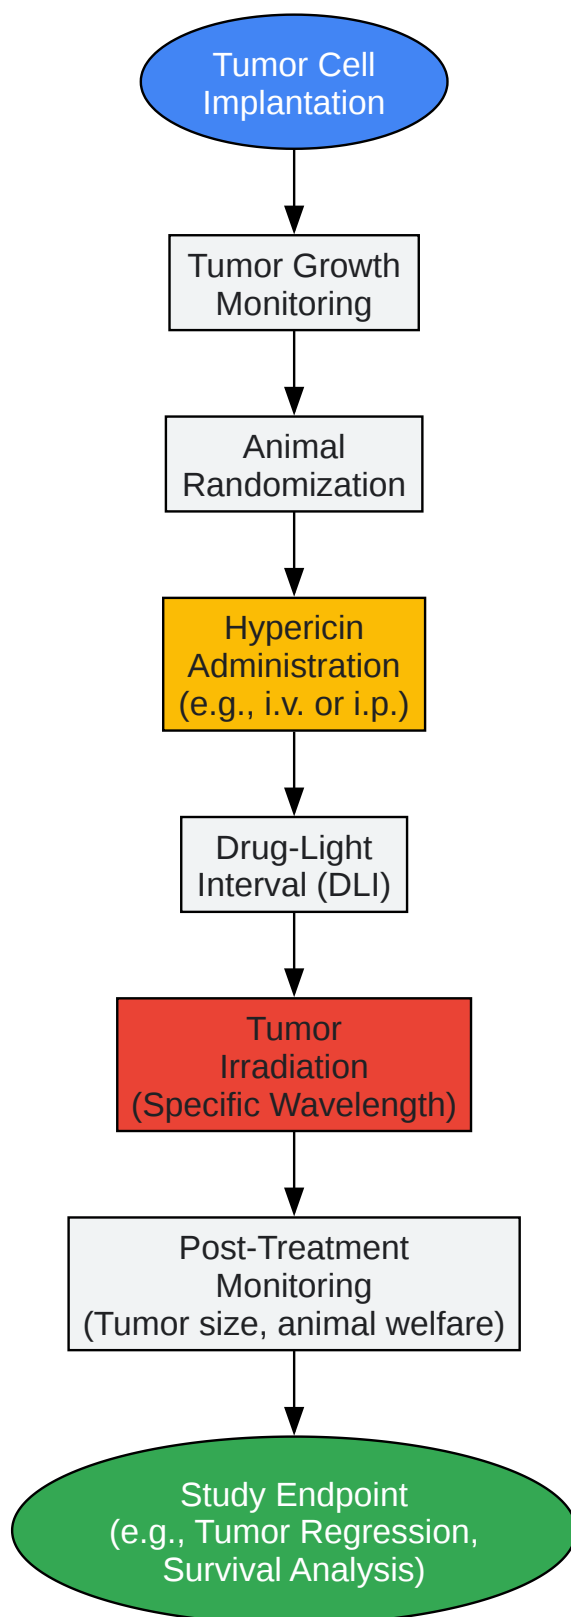 Tumor Cell
Implantation
Tumor Growth
Monitoring
Animal
Randomization
Hypericin
Administration
(e.g., i.v. or i.p.)
Drug-Light
Interval (DLI)
Tumor
Irradiation
(Specific Wavelength)
Post-Treatment
Monitoring
(Tumor size, animal welfare)
Study Endpoint
(e.g., Tumor Regression,
Survival Analysis)